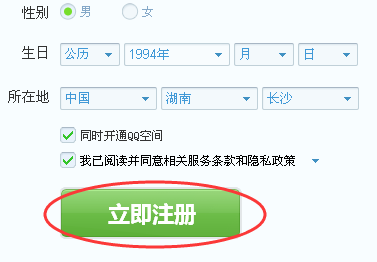 性别 男 女
生日 公历 1994年 月 日
所在地 中国 湖南 长沙
同时开通QQ空间
我已阅读并同意相关服务条款和隐私政策
立即注册